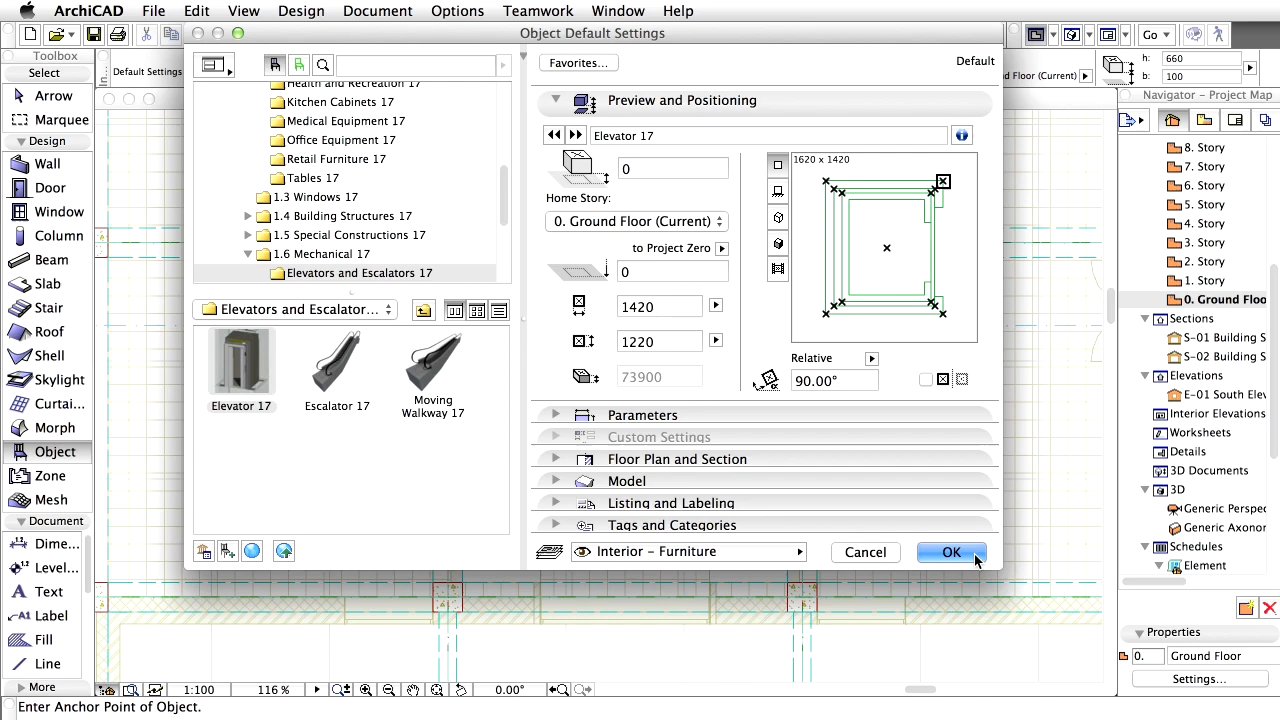 ArchiCAD File Edit View Design Document Options Teamwork Window Help
Object Default Settings
Toolbox
Select
Arrow
Marquee
Design
Wall
Door
Window
Column
Beam
Slab
Stair
Roof
Shell
Skylight
Curtai...
Morph
Object
Zone
Mesh
Document
Dime...
Level...
Text
Label
Fill
Line
More
Default Settings
Health and Recreation 17
Kitchen Cabinets 17
Medical Equipment 17
Office Equipment 17
Retail Furniture 17
Tables 17
1.3 Windows 17
1.4 Building Structures 17
1.5 Special Constructions 17
1.6 Mechanical 17
Elevators and Escalators 17
Elevators and Escalator...
Elevator 17
Escalator 17
Moving
Walkway 17
Favorites...
Default
Preview and Positioning
Elevator 17
0
Home Story:
0. Ground Floor (Current)
to Project Zero
0
1420
1220
73900
1620 x 1420
Relative
90.00°
Parameters
Custom Settings
Floor Plan and Section
Model
Listing and Labeling
Tags and Categories
Interior - Furniture
Cancel
OK
Go
d Floor (Current)
h: 660
b: 100
Navigator - Project Map
8. Story
7. Story
6. Story
5. Story
4. Story
3. Story
2. Story
1. Story
0. Ground Floo
Sections
S-01 Building S
S-02 Building S
Elevations
E-01 South Elev
Interior Elevations
Worksheets
Details
3D Documents
3D
Generic Perspe
Generic Axonor
Schedules
Element
Properties
0. Ground Floor
Settings...
1:100
116 %
0.00°
Enter Anchor Point of Object.